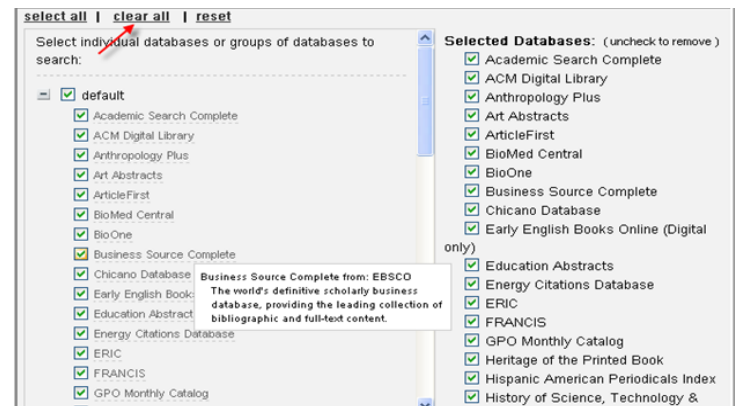 select all | clear all | reset
Select individual databases or groups of databases to
search:
default
Academic Search Complete
ACM Digital Library
Anthropology Plus
Art Abstracts
ArticleFirst
BioMed Central
BioOne
Business Source Complete
Chicano Database
Early English Book
Education Abstract
Energy Citations Database
ERIC
FRANCIS
GPO Monthly Catalog
Business Source Complete from: EBSCO
The world's definitive scholarly business
database, providing the leading collection of
bibliographic and full-text content.
Selected Databases: (uncheck to remove)
Academic Search Complete
ACM Digital Library
Anthropology Plus
Art Abstracts
ArticleFirst
BioMed Central
BioOne
Business Source Complete
Chicano Database
Early English Books Online (Digital
only)
Education Abstracts
Energy Citations Database
ERIC
FRANCIS
GPO Monthly Catalog
Heritage of the Printed Book
Hispanic American Periodicals Index
History of Science, Technology &